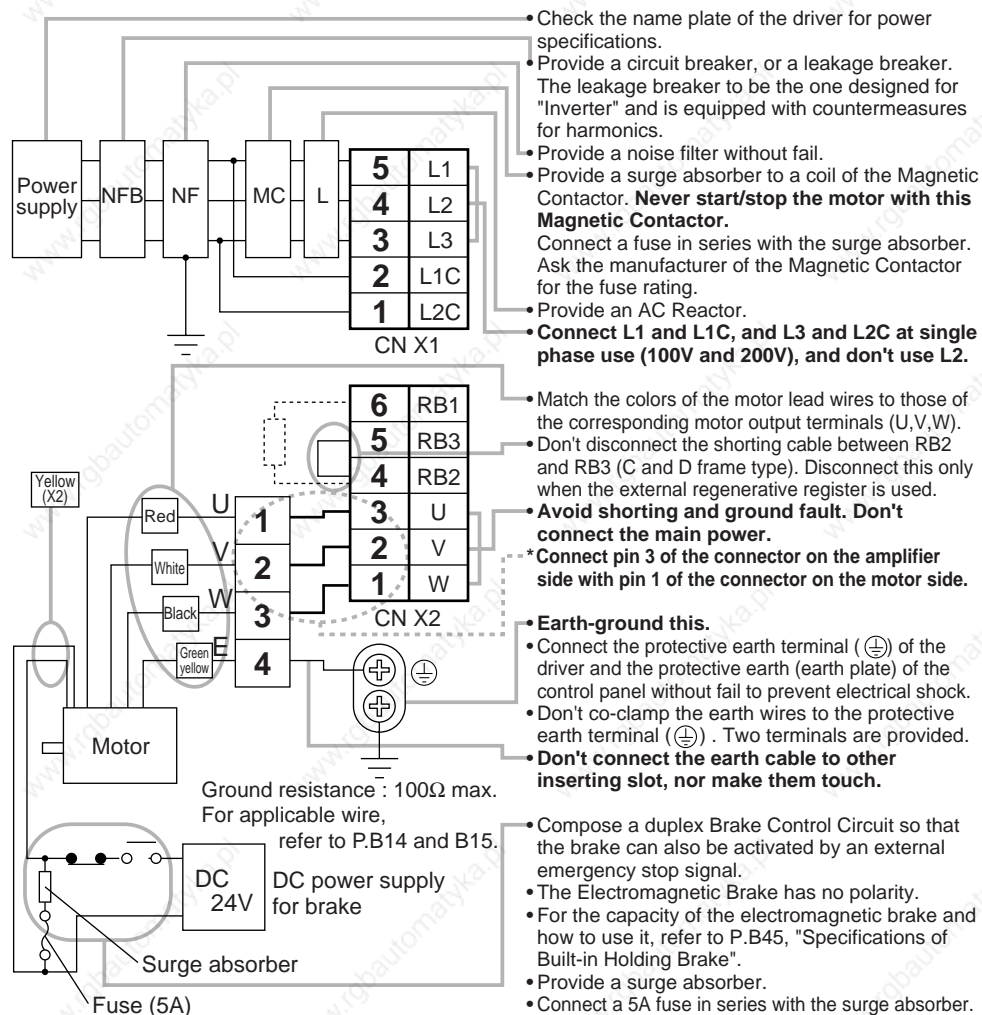 • Check the name plate of the driver for power
specifications.
• Provide a circuit breaker, or a leakage breaker.
The leakage breaker to be the one designed for
"Inverter" and is equipped with countermeasures
for harmonics.
• Provide a noise filter without fail.
• Provide a surge absorber to a coil of the Magnetic
Contactor. Never start/stop the motor with this
Magnetic Contactor.
Connect a fuse in series with the surge absorber.
Ask the manufacturer of the Magnetic Contactor
for the fuse rating.
• Provide an AC Reactor.
• Connect L1 and L1C, and L3 and L2C at single
phase use (100V and 200V), and don't use L2.
Power
supply
NFB
NF
MC
L
5 L1
4 L2
3 L3
2 L1C
1 L2C
CN X1
• Match the colors of the motor lead wires to those of
the corresponding motor output terminals (U,V,W).
• Don't disconnect the shorting cable between RB2
and RB3 (C and D frame type). Disconnect this only
when the external regenerative register is used.
• Avoid shorting and ground fault. Don't
connect the main power.
* Connect pin 3 of the connector on the amplifier
side with pin 1 of the connector on the motor side.
6 RB1
5 RB3
4 RB2
3 U
2 V
1 W
CN X2
Yellow
(X2)
Red U 1
White V 2
Black W 3
Green
yellow E 4
Motor
• Earth-ground this.
• Connect the protective earth terminal (⏚) of the
driver and the protective earth (earth plate) of the
control panel without fail to prevent electrical shock.
• Don't co-clamp the earth wires to the protective
earth terminal (⏚) . Two terminals are provided.
• Don't connect the earth cable to other
inserting slot, nor make them touch.
Ground resistance : 100Ω max.
For applicable wire,
refer to P.B14 and B15.
DC
24V
DC power supply
for brake
Surge absorber
Fuse (5A)
• Compose a duplex Brake Control Circuit so that
the brake can also be activated by an external
emergency stop signal.
• The Electromagnetic Brake has no polarity.
• For the capacity of the electromagnetic brake and
how to use it, refer to P.B45, "Specifications of
Built-in Holding Brake".
• Provide a surge absorber.
• Connect a 5A fuse in series with the surge absorber.
www.rgbautomatyka.pl